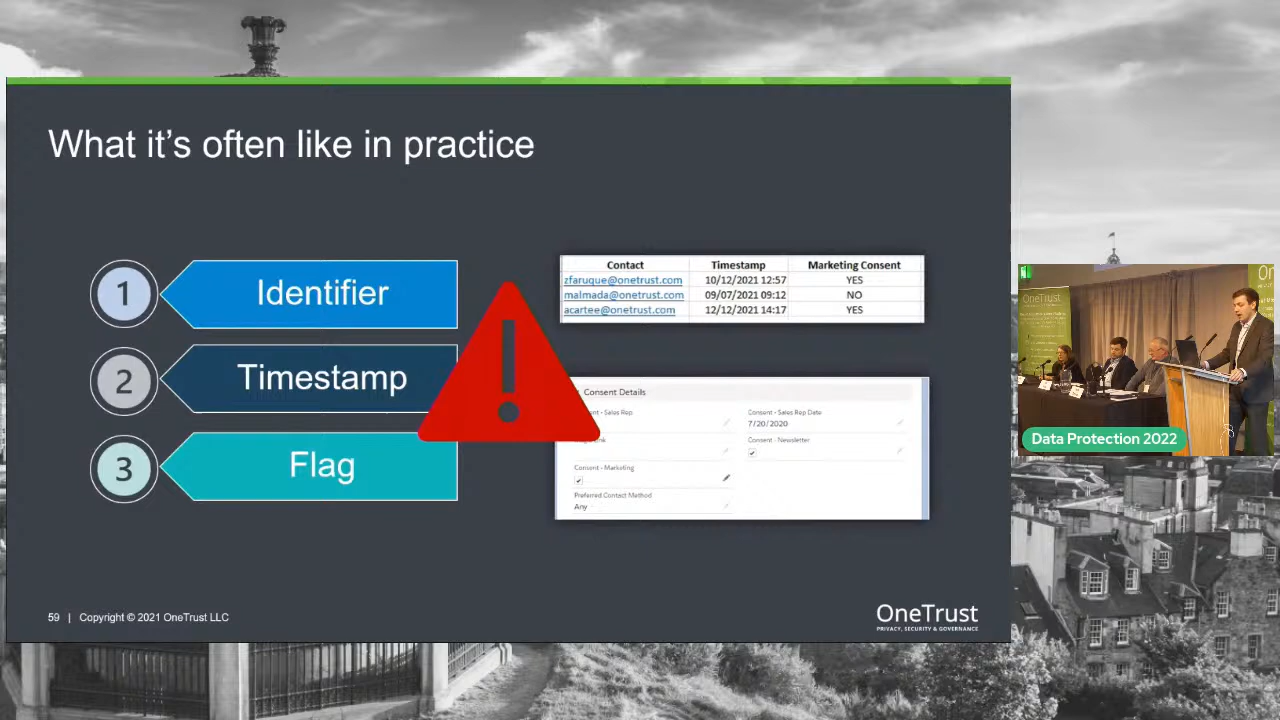 What it's often like in practice
1 Identifier
2 Timestamp
3 Flag
Contact Timestamp Marketing Consent
zfaruque@onetrust.com 10/12/2021 12:57 YES
malmada@onetrust.com 09/07/2021 09:12 NO
acartee@onetrust.com 12/12/2021 14:17 YES
Consent Details
Sales Rep Consent - Sales Rep Date
7/20/2020
Consent - Newsletter
Consent - Marketing
Preferred Contact Method
Any
59 | Copyright © 2021 OneTrust LLC
OneTrust
PRIVACY, SECURITY & GOVERNANCE
OneTrust
Data Protection 2022